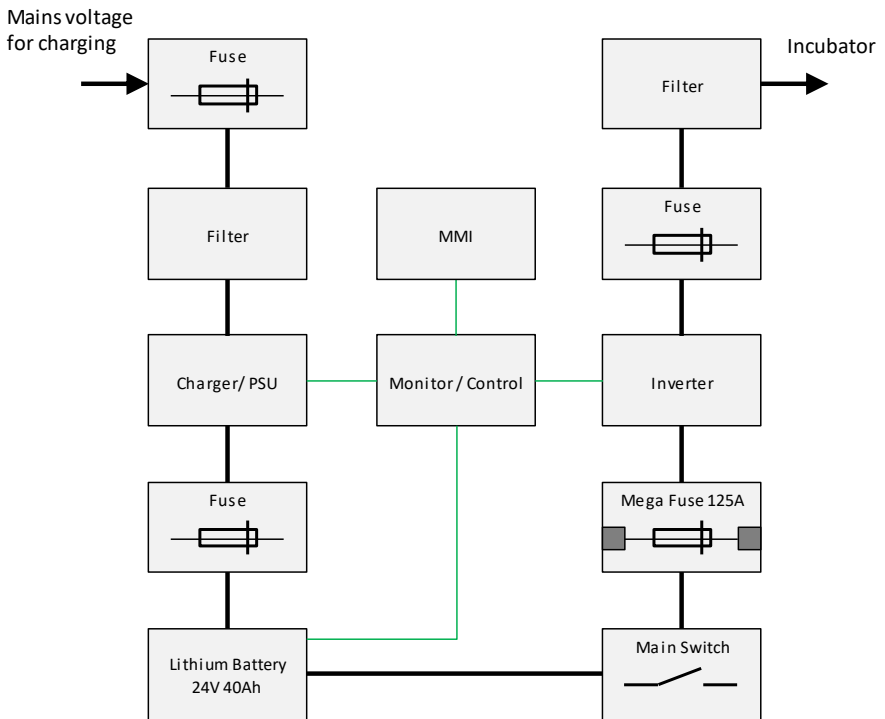 Mains voltage
for charging
Fuse
Filter
Incubator
Filter
MMI
Fuse
Charger/ PSU
Monitor / Control
Inverter
Fuse
Mega Fuse 125A
Lithium Battery
24V 40Ah
Main Switch